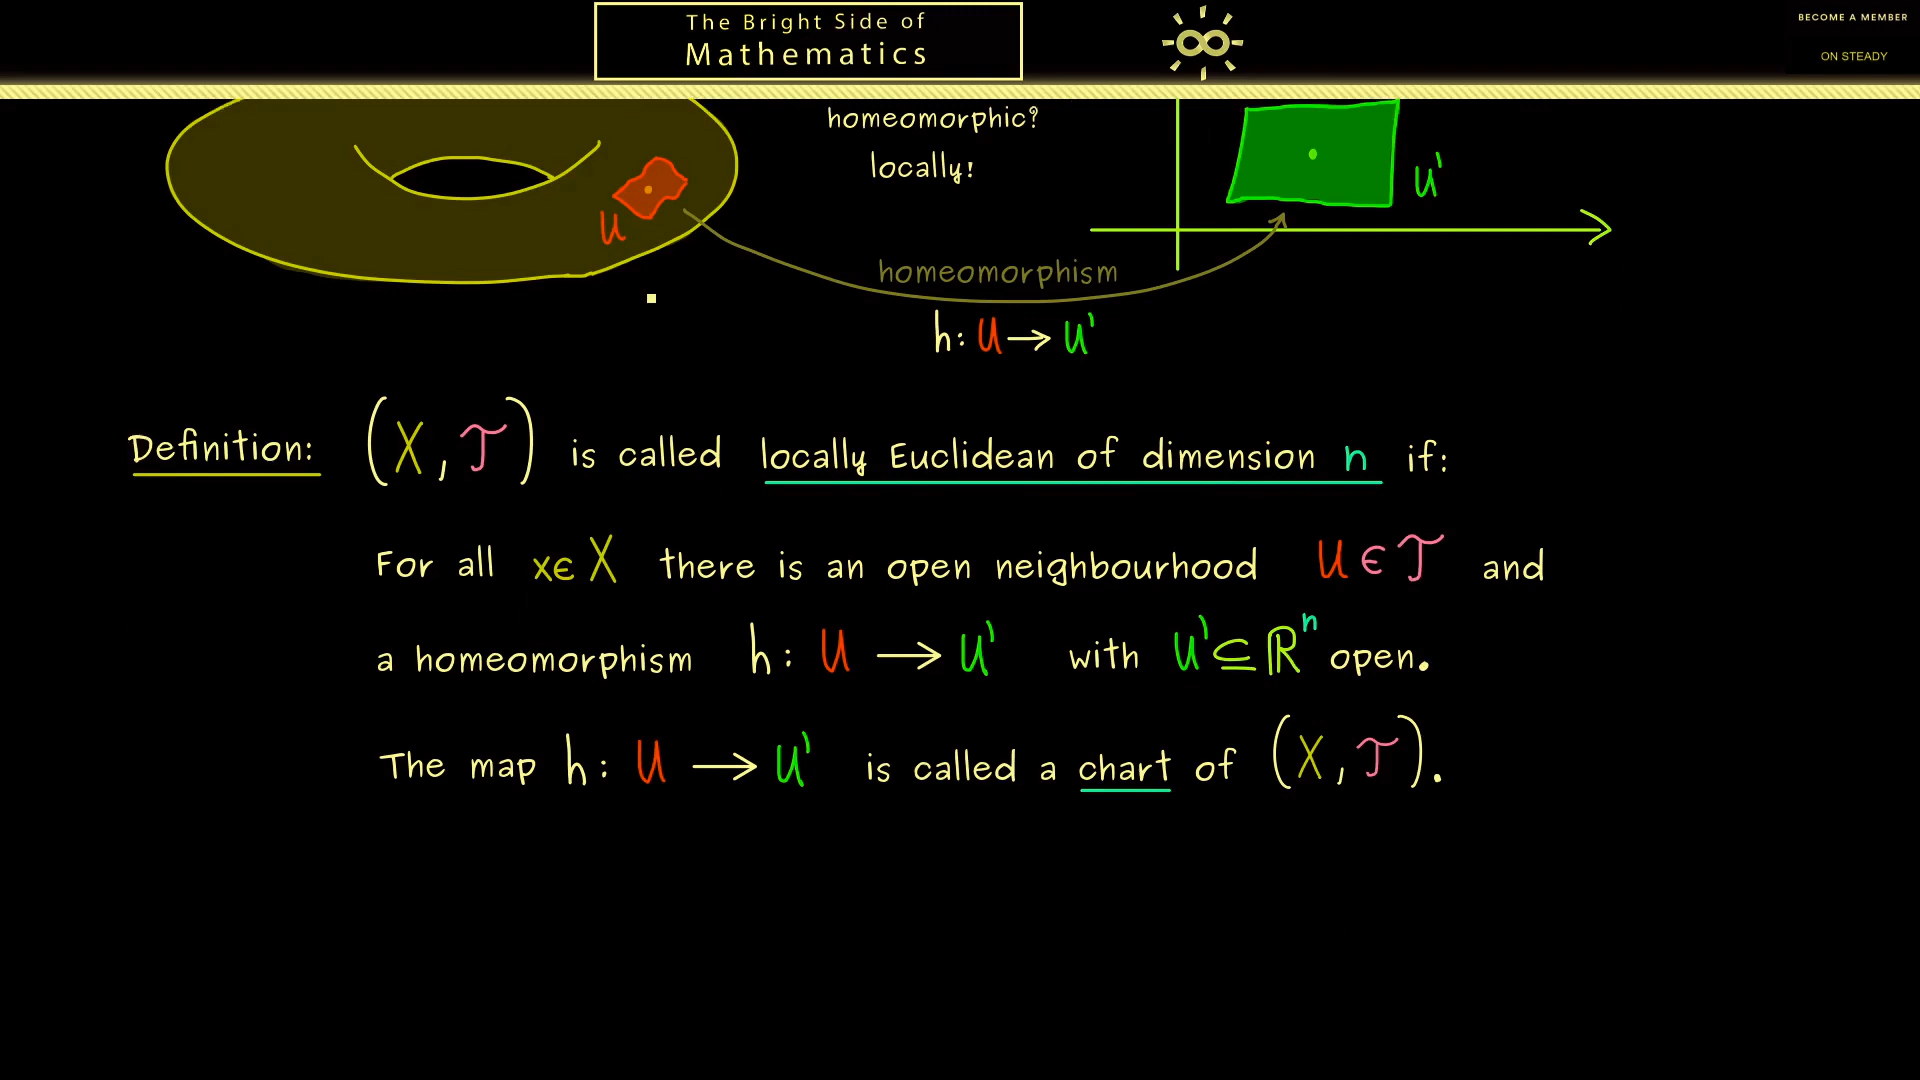 The Bright Side of
Mathematics
BECOME A MEMBER
ON STEADY
homeomorphic?
locally!
U
U'
homeomorphism
h: U → U'
Definition: (X, 𝒯) is called locally Euclidean of dimension n if:
For all x∈X there is an open neighbourhood U∈𝒯 and
a homeomorphism h: U → U' with U'⊆ℝⁿ open.
The map h: U → U' is called a chart of (X, 𝒯).